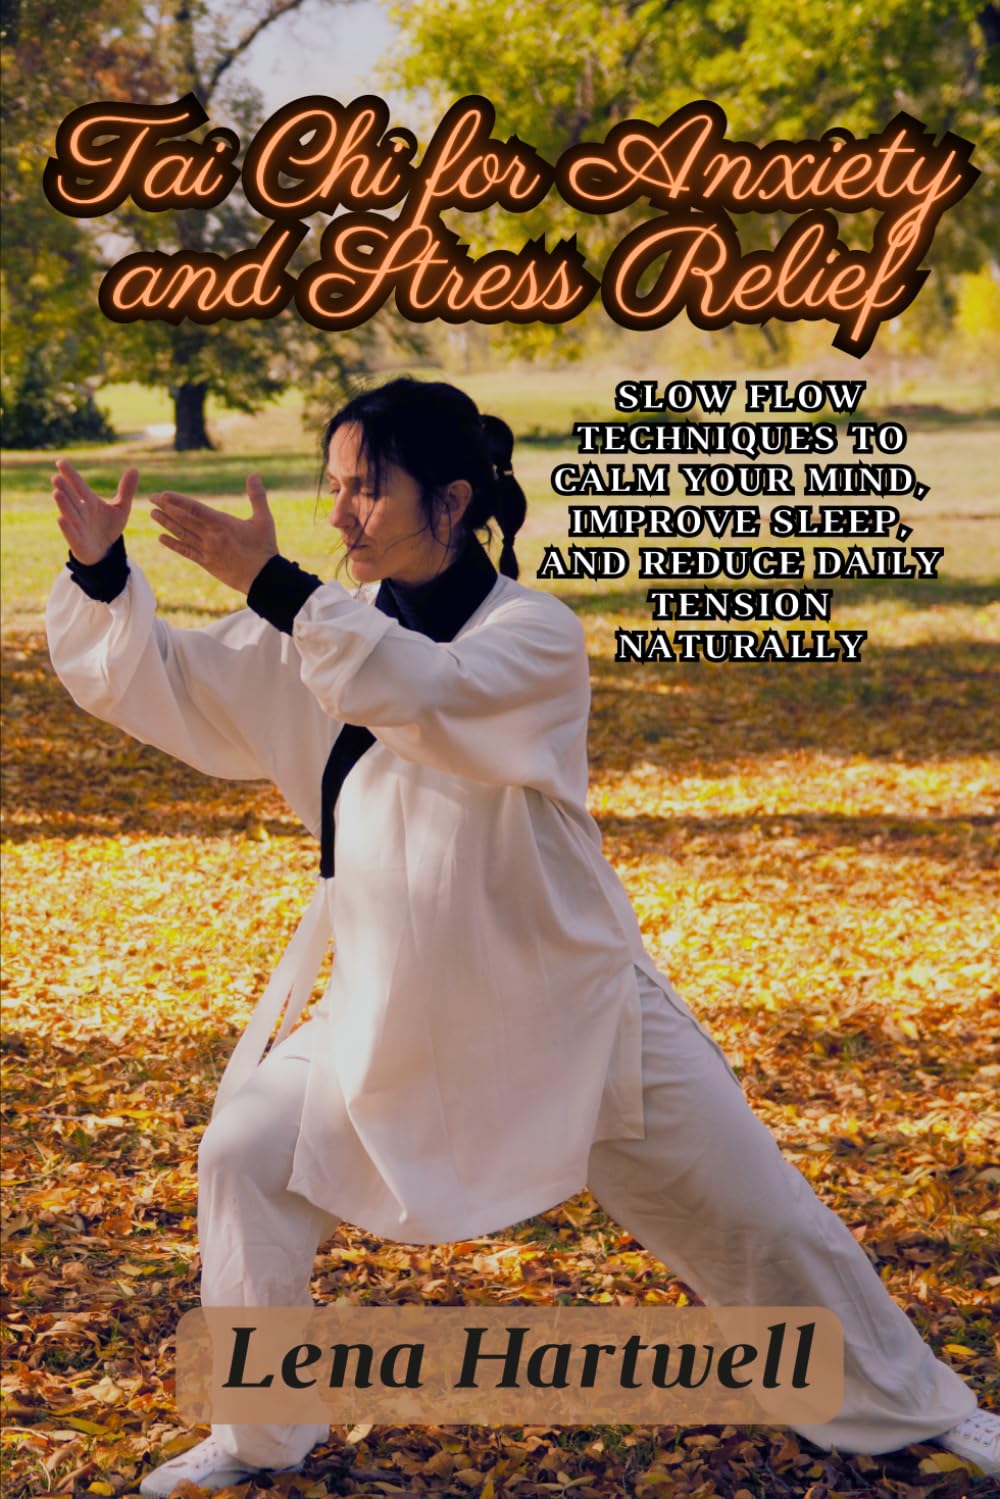 Tai Chi for Anxiety
and Stress Relief
SLOW FLOW
TECHNIQUES TO
CALM YOUR MIND,
IMPROVE SLEEP,
AND REDUCE DAILY
TENSION
NATURALLY
Lena Hartwell